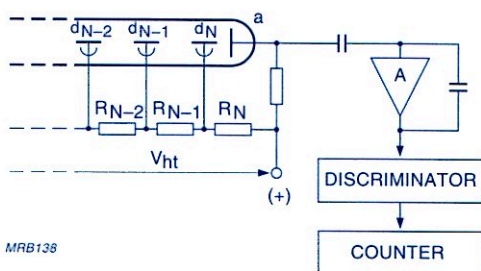 a
dN–2 dN–1 dN
A
RN–2 RN–1 RN
Vht
(+)
DISCRIMINATOR
COUNTER
MRB138